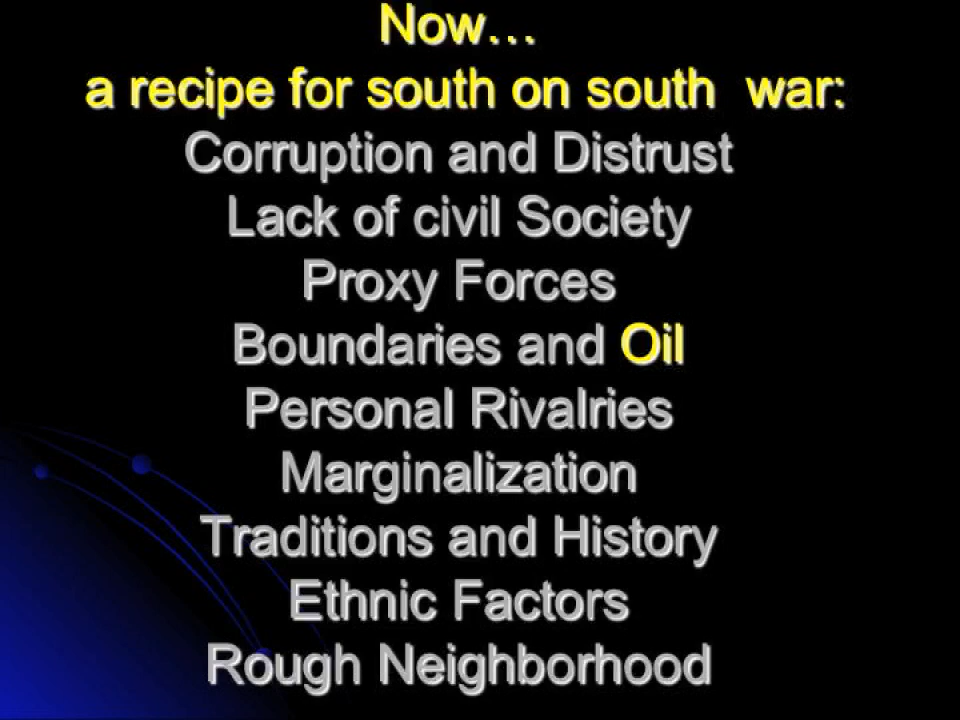 Now…
a recipe for south on south war:
Corruption and Distrust
Lack of civil Society
Proxy Forces
Boundaries and Oil
Personal Rivalries
Marginalization
Traditions and History
Ethnic Factors
Rough Neighborhood